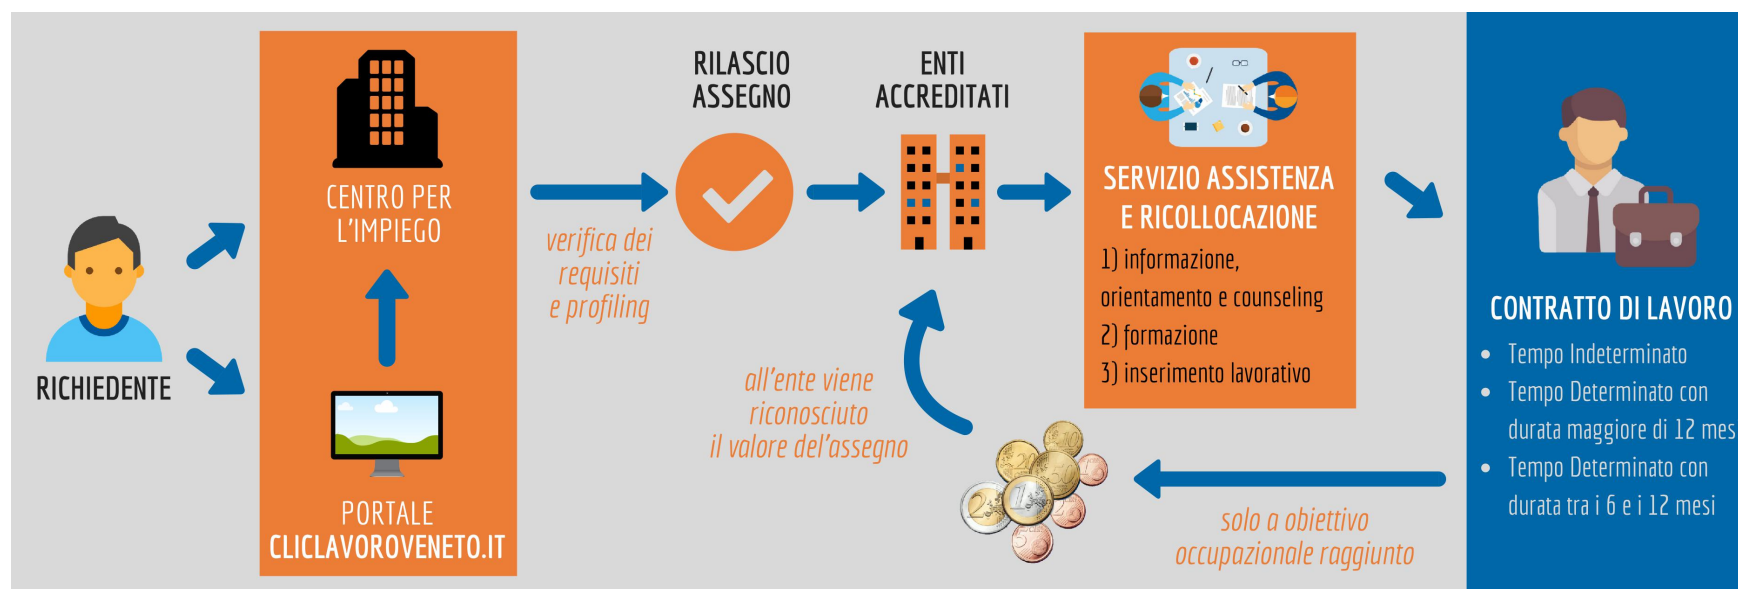 RICHIEDENTE
CENTRO PER
L'IMPIEGO
PORTALE
CLICLAVOROVENETO.IT
verifica dei
requisiti
e profiling
RILASCIO
ASSEGNO
ENTI
ACCREDITATI
SERVIZIO ASSISTENZA
E RICOLLOCAZIONE
1) informazione,
orientamento e counseling
2) formazione
3) inserimento lavorativo
CONTRATTO DI LAVORO
• Tempo Indeterminato
• Tempo Determinato con
durata maggiore di 12 mes
• Tempo Determinato con
durata tra i 6 e i 12 mesi
solo a obiettivo
occupazionale raggiunto
all'ente viene
riconosciuto
il valore del'assegno